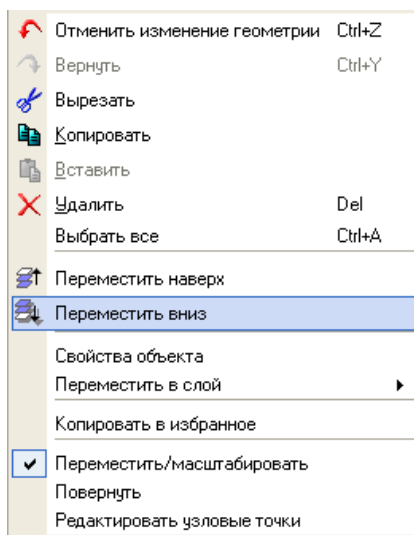 Отменить изменение геометрии Ctrl+Z
Вернуть Ctrl+Y
Вырезать
Копировать
Вставить
Удалить Del
Выбрать все Ctrl+A
Переместить наверх
Переместить вниз
Свойства объекта
Переместить в слой
Копировать в избранное
Переместить/масштабировать
Повернуть
Редактировать узловые точки